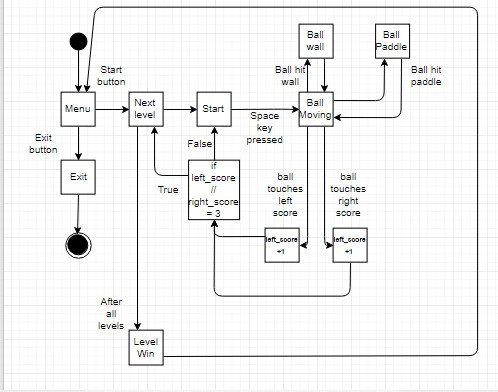 Ball
wall
Ball
Paddle
Start
button
Ball hit
wall
Ball hit
paddle
Menu
Next
level
Start
Ball
Moving
Space
key
pressed
Exit
button
False
Exit
True
if
left_score
//
right_score
= 3
ball
touches
left
score
ball
touches
right
score
left_score
+1
left_score
+1
After
all
levels
Level
Win